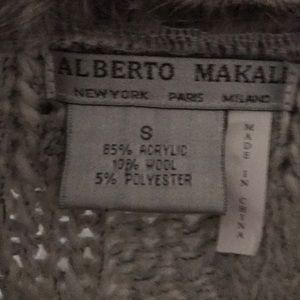 ALBERTO MAKALI
NEW YORK PARIS MILANO
S
85% ACRYLIC
10% WOOL
5% POLYESTER
MADE IN CHINA